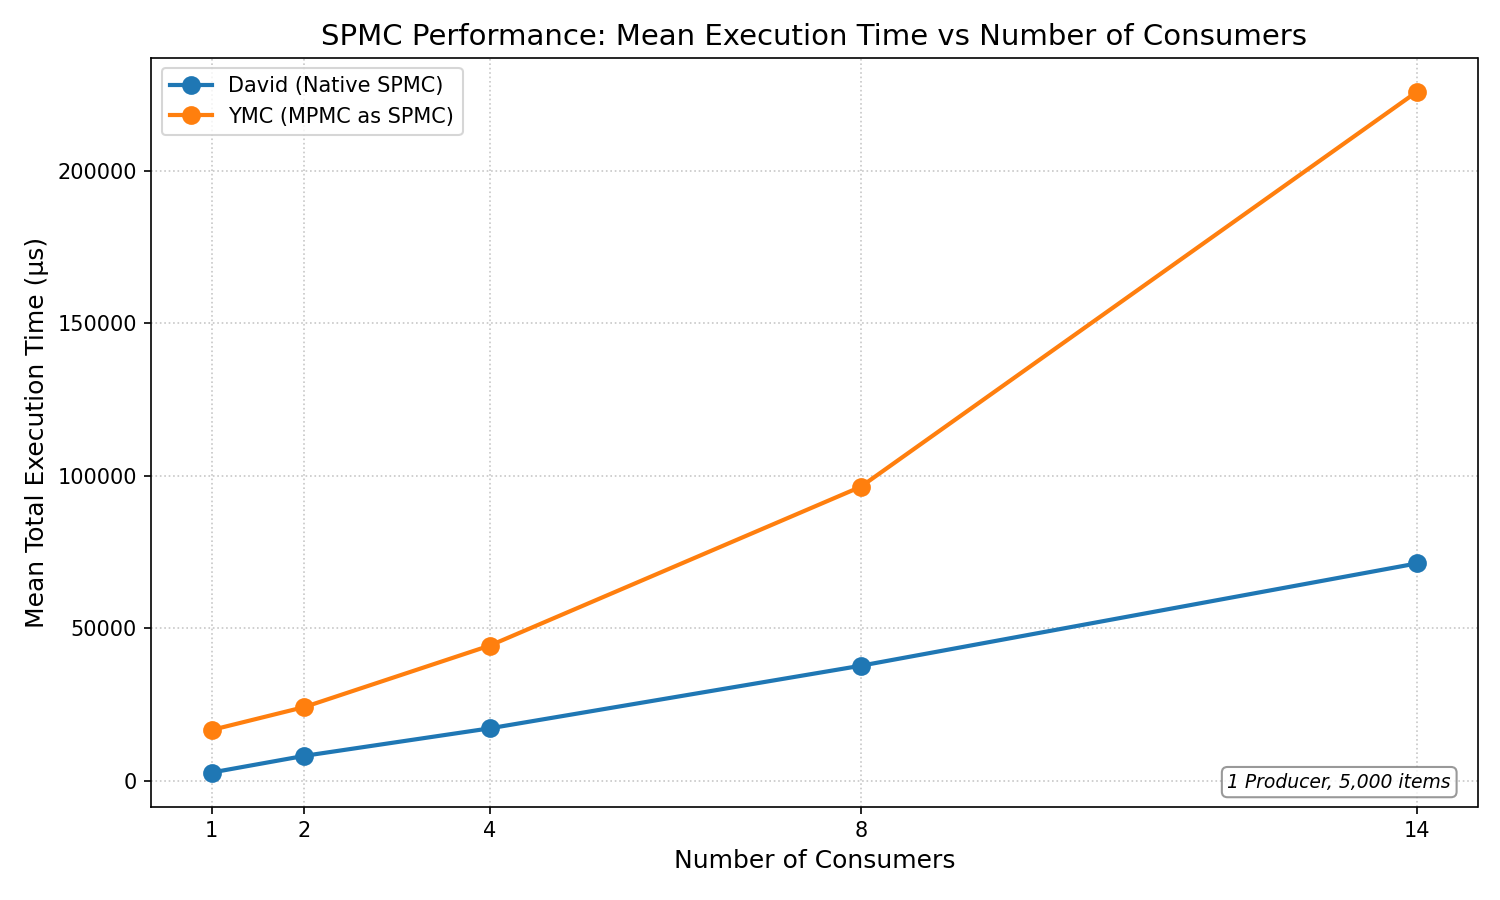 SPMC Performance: Mean Execution Time vs Number of Consumers
David (Native SPMC)
YMC (MPMC as SPMC)
Mean Total Execution Time (µs)
200000
150000
100000
50000
0
1 Producer, 5,000 items
1 2 4 8 14
Number of Consumers